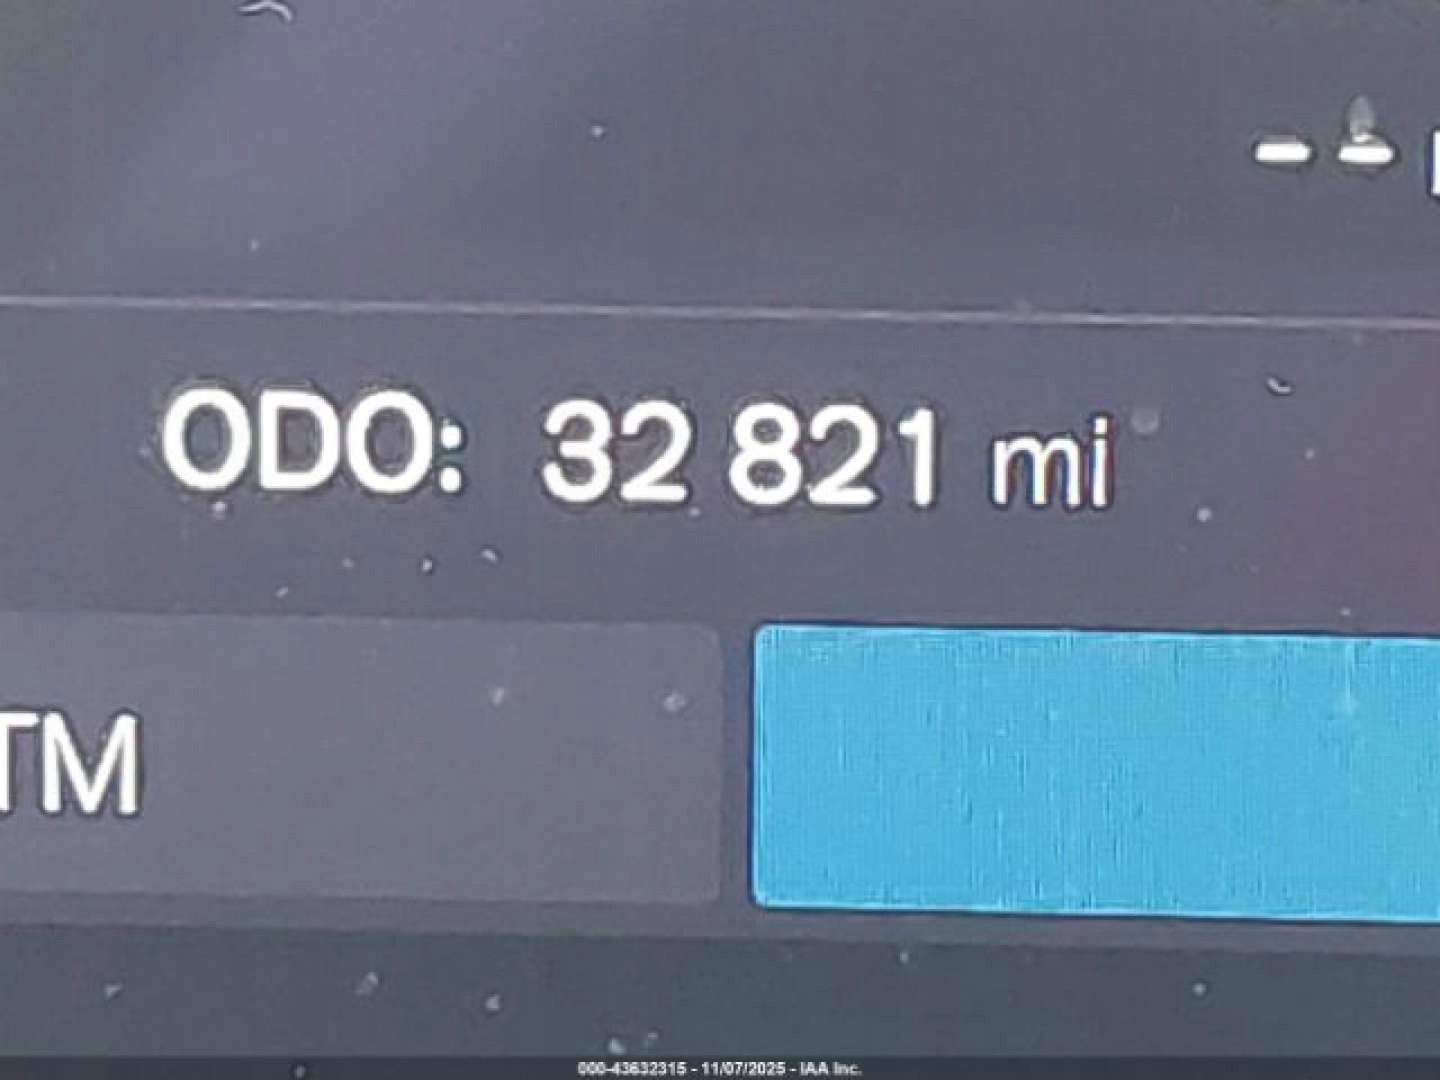 --
ODO: 32 821 mi
TM
000-43632315 - 11/07/2025 - IAA Inc.